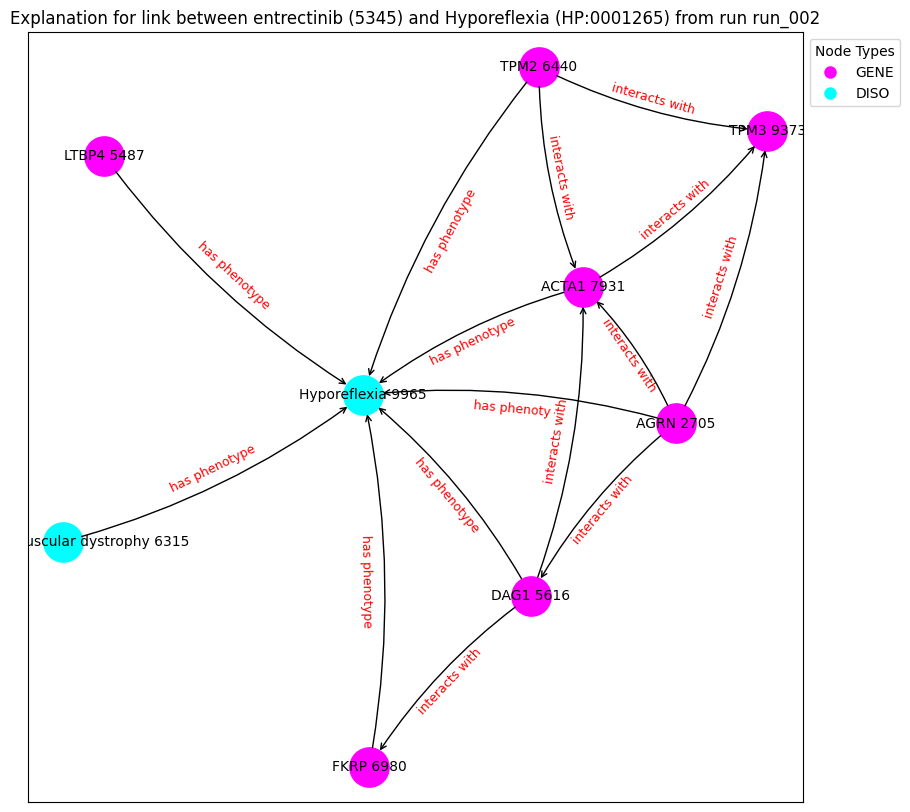 Explanation for link between entrectinib (5345) and Hyporeflexia (HP:0001265) from run run_002
Node Types
GENE
DISO
TPM2 6440
interacts with
TPM3 9373
LTBP4 5487
interacts with
interacts with
has phenotype
has phenotype
interacts with
ACTA1 7931
has phenotype
interacts with
Hyporeflexia 9965
has phenoty
AGRN 2705
interacts with
has phenotype
has phenotype
interacts with
uscular dystrophy 6315
has phenotype
DAG1 5616
interacts with
FKRP 6980